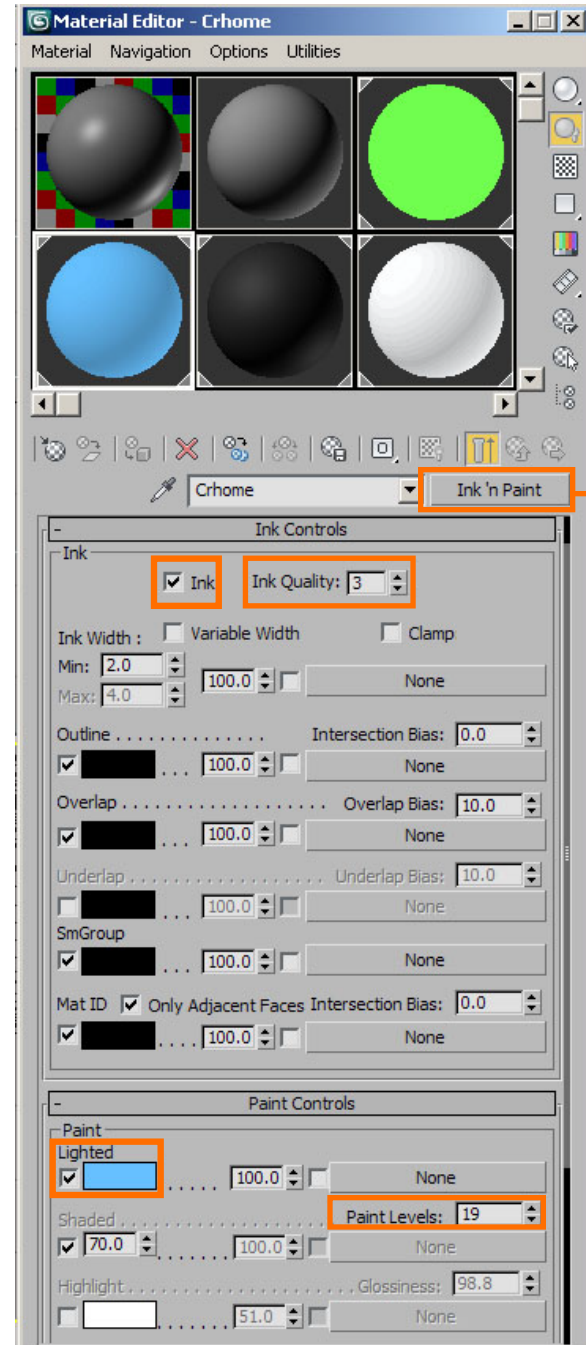 Material Editor - Crhome
Material Navigation Options Utilities
Crhome Ink 'n Paint
- Ink Controls
Ink
Ink Ink Quality: 3
Ink Width : Variable Width Clamp
Min: 2.0
100.0 None
Max: 4.0
Outline . . . . . . . . . . . . . . Intersection Bias: 0.0
. . . 100.0 None
Overlap . . . . . . . . . . . . . . . . . . . Overlap Bias: 10.0
. . . 100.0 None
Underlap . . . . . . . . . . . . . . . . . . Underlap Bias: 10.0
. . . 100.0 None
SmGroup
. . . 100.0 None
Mat ID Only Adjacent Faces Intersection Bias: 0.0
. . . . 100.0 None
- Paint Controls
Paint
Lighted
. . . . . 100.0 None
Shaded . . . . . . . . . . . . . . . . . . . . Paint Levels: 19
70.0 . . . . . . . 100.0 None
Highlight . . . . . . . . . . . . . . . . . . . . . Glossiness: 98.8
. . . . . . . 51.0 None